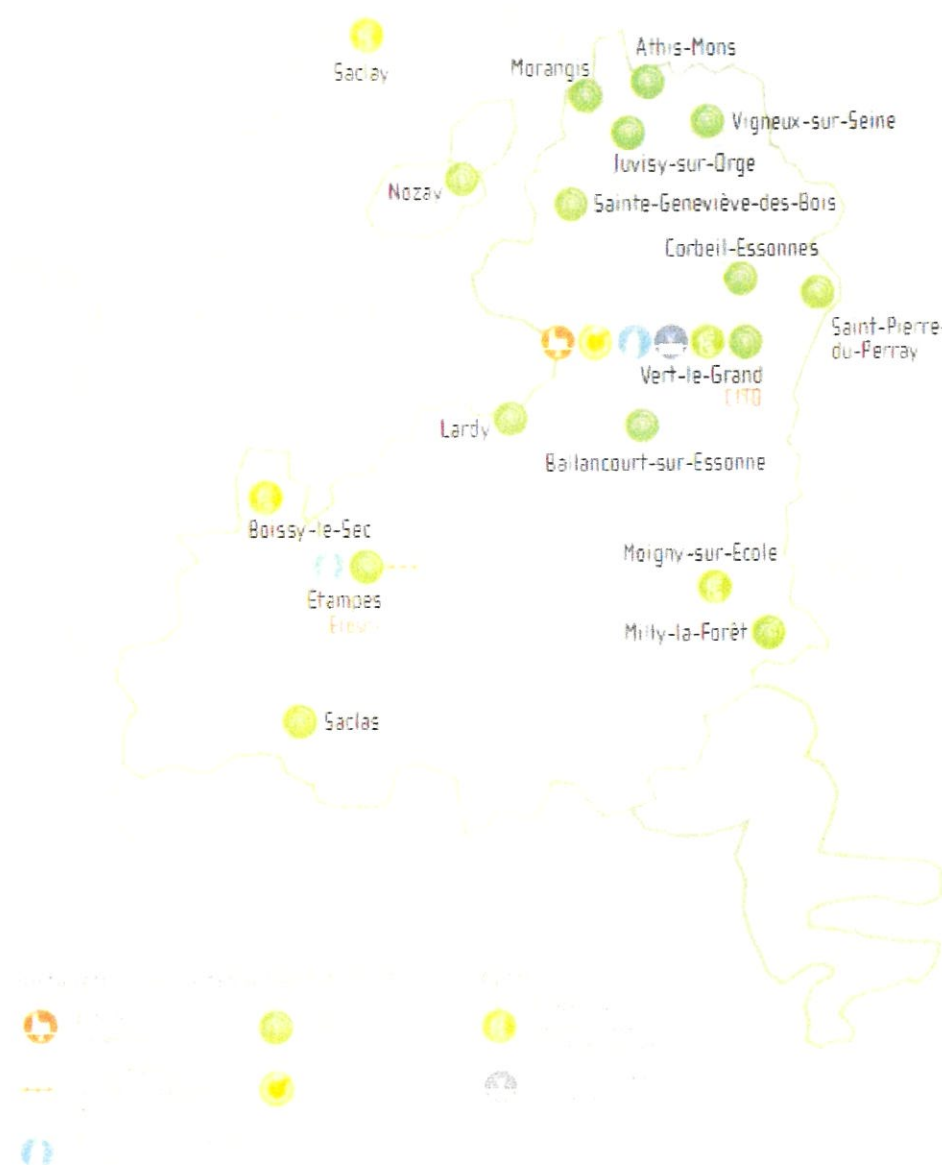 Saclay
Athis-Mons
Morangis
Vigneux-sur-Seine
Juvisy-sur-Orge
Nozay
Sainte-Geneviève-des-Bois
Corbeil-Essonnes
Saint-Pierre-
du-Perray
Vert-le-Grand
CITD
Lardy
Ballancourt-sur-Essonne
Boissy-le-Sec
Moigny-sur-Ecole
Etampes
Milly-la-Forêt
Saclas